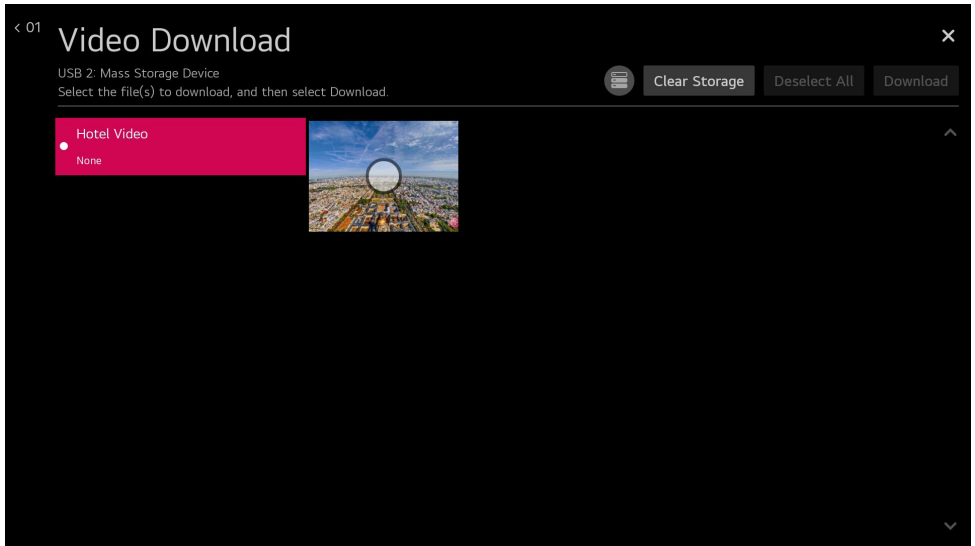 < 01
Video Download
USB 2: Mass Storage Device
Select the file(s) to download, and then select Download.
Clear Storage
Deselect All
Download
Hotel Video
None